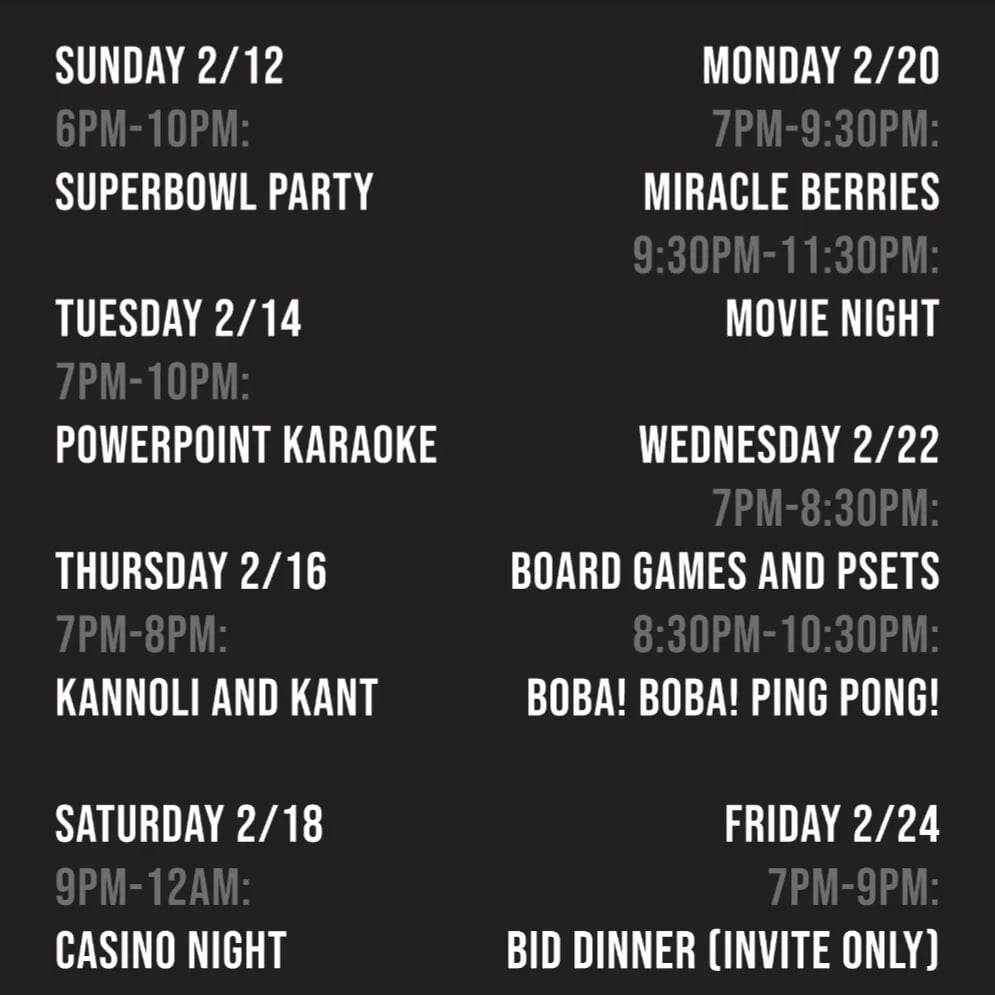 SUNDAY 2/12
6PM-10PM:
SUPERBOWL PARTY
TUESDAY 2/14
7PM-10PM:
POWERPOINT KARAOKE
THURSDAY 2/16
7PM-8PM:
KANNOLI AND KANT
SATURDAY 2/18
9PM-12AM:
CASINO NIGHT
MONDAY 2/20
7PM-9:30PM:
MIRACLE BERRIES
9:30PM-11:30PM:
MOVIE NIGHT
WEDNESDAY 2/22
7PM-8:30PM:
BOARD GAMES AND PSETS
8:30PM-10:30PM:
BOBA! BOBA! PING PONG!
FRIDAY 2/24
7PM-9PM:
BID DINNER (INVITE ONLY)